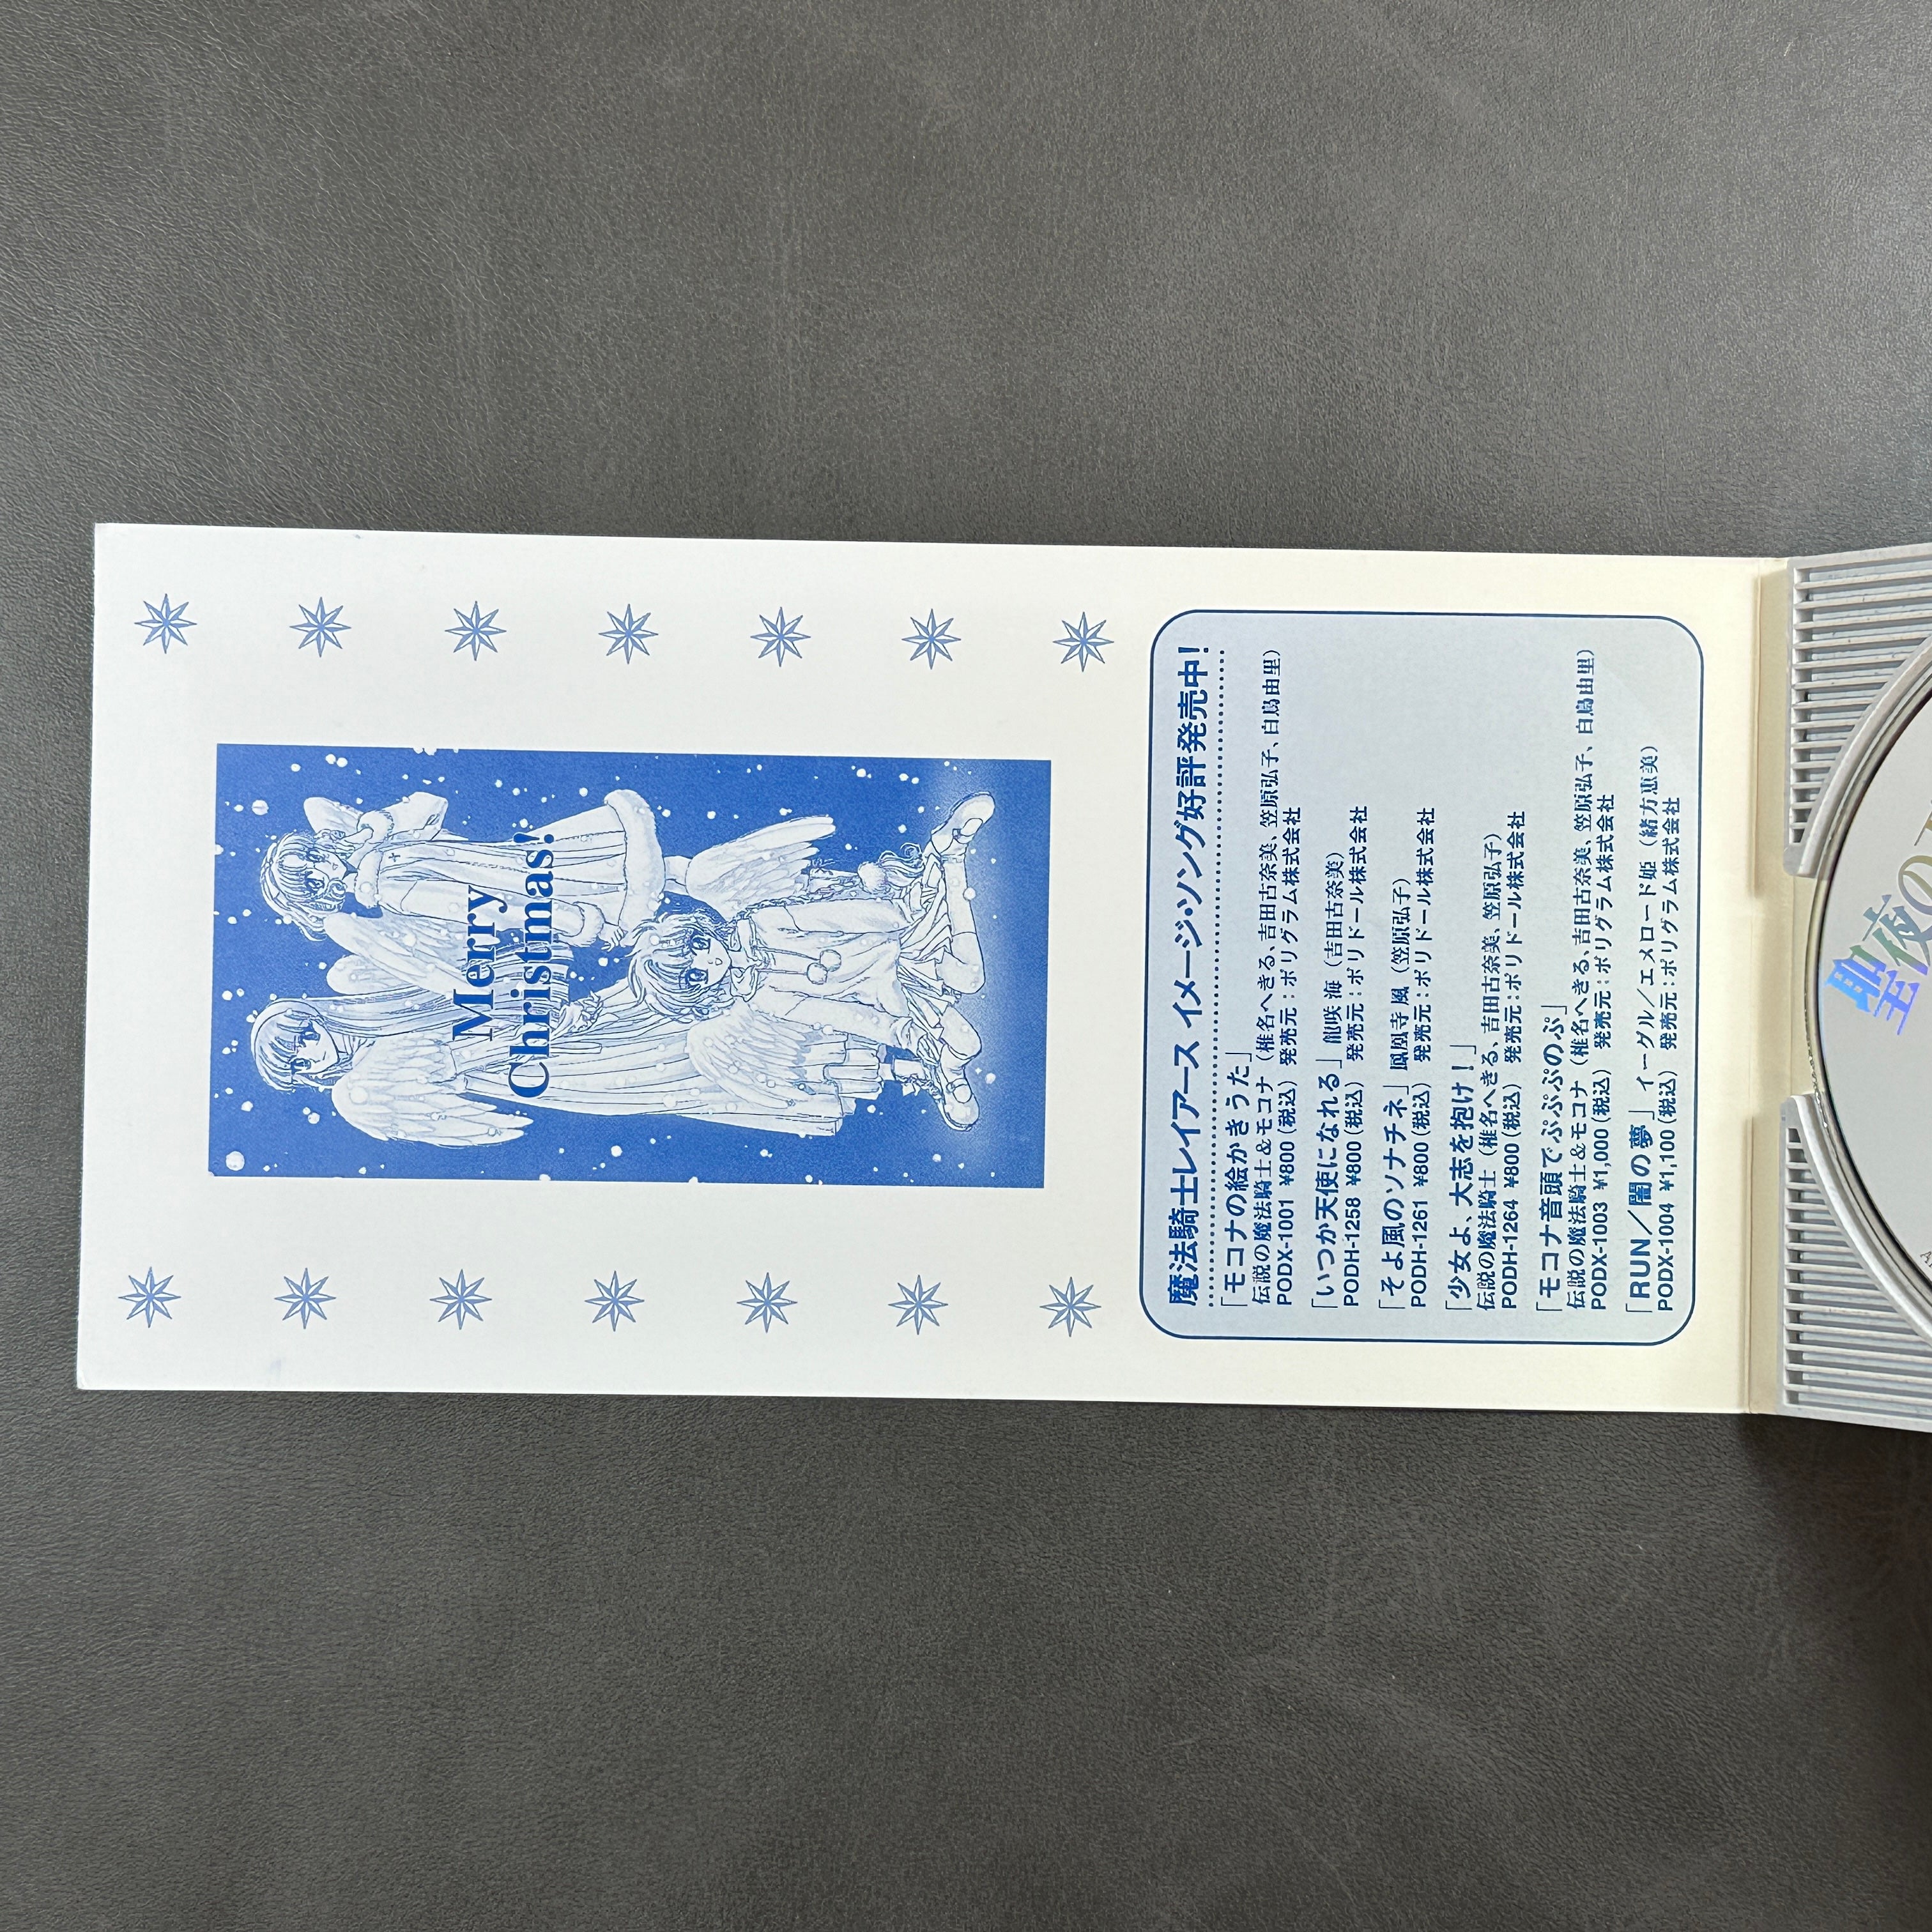 Merry
Christmas!
魔法騎士レイアース イメージ・ソング好評発売中!
「モコナの絵かきうた」
伝説の魔法騎士&モコナ（椎名へきる、吉田古奈美、笠原弘子、白鳥由里）
PODX-1001 ¥800(税込) 発売元:ポリグラム株式会社
「いつか天使になれる」龍咲 海（吉田古奈美）
PODH-1258 ¥800(税込) 発売元:ポリドール株式会社
「そよ風のソナチネ」鳳凰寺 風（笠原弘子）
PODH-1261 ¥800(税込) 発売元:ポリドール株式会社
「少女よ、大志を抱け!」
伝説の魔法騎士（椎名へきる、吉田古奈美、笠原弘子）
PODH-1264 ¥800(税込) 発売元:ポリドール株式会社
「モコナ音頭でぷぷぷのぷ」
伝説の魔法騎士&モコナ（椎名へきる、吉田古奈美、笠原弘子、白鳥由里）
PODX-1003 ¥1,000(税込) 発売元:ポリグラム株式会社
「RUN／闇の夢」イーグル／エメロード姫（緒方恵美）
PODX-1004 ¥1,100(税込) 発売元:ポリグラム株式会社
聖夜の